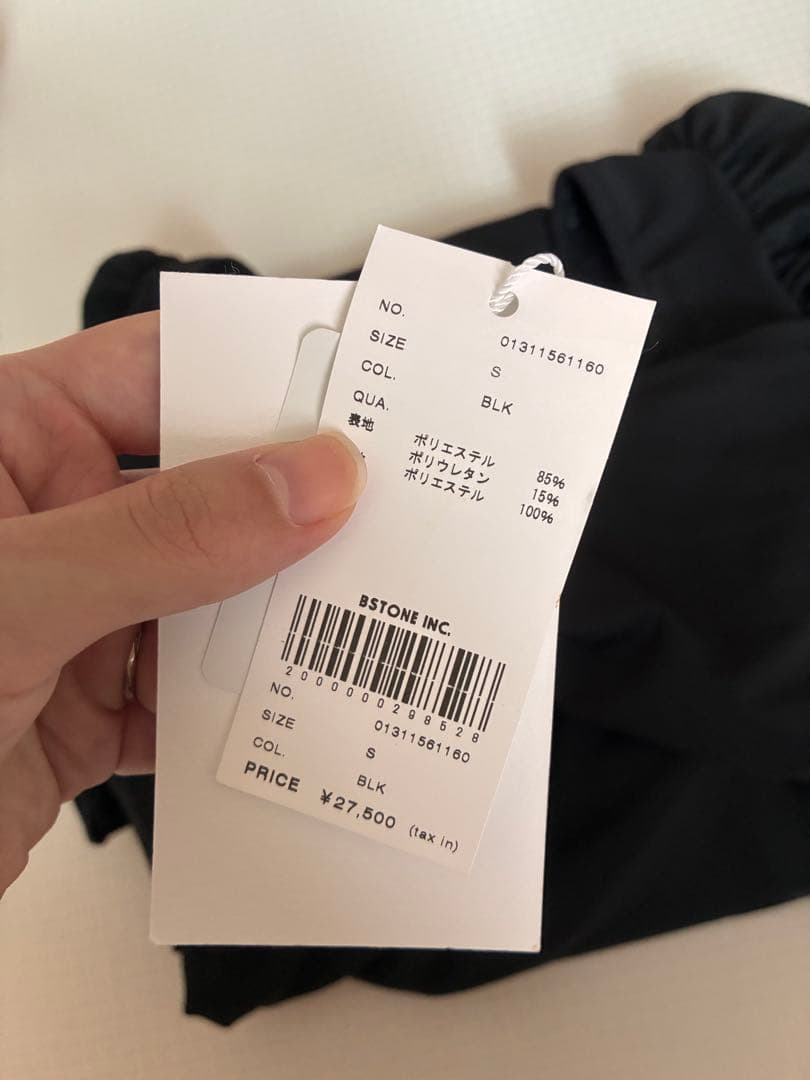 NO. 01311561160
SIZE S
COL. BLK
QUA.
表地 ポリエステル 85%
ポリウレタン 15%
ポリエステル 100%
BSTONE INC.
2000000298528
NO. 01311561160
SIZE S
COL. BLK
PRICE ¥27,500 (tax in)